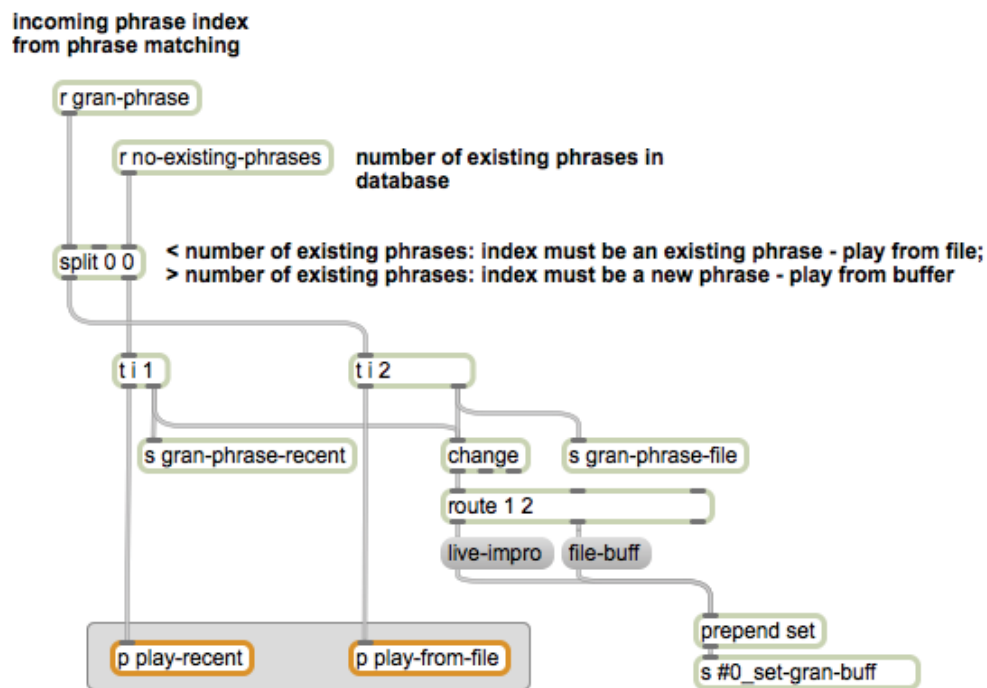 incoming phrase index
from phrase matching
r gran-phrase
r no-existing-phrases
number of existing phrases in
database
split 0 0
< number of existing phrases: index must be an existing phrase - play from file;
> number of existing phrases: index must be a new phrase - play from buffer
t i 1
t i 2
s gran-phrase-recent
change
s gran-phrase-file
route 1 2
live-impro
file-buff
prepend set
p play-recent
p play-from-file
s #0_set-gran-buff